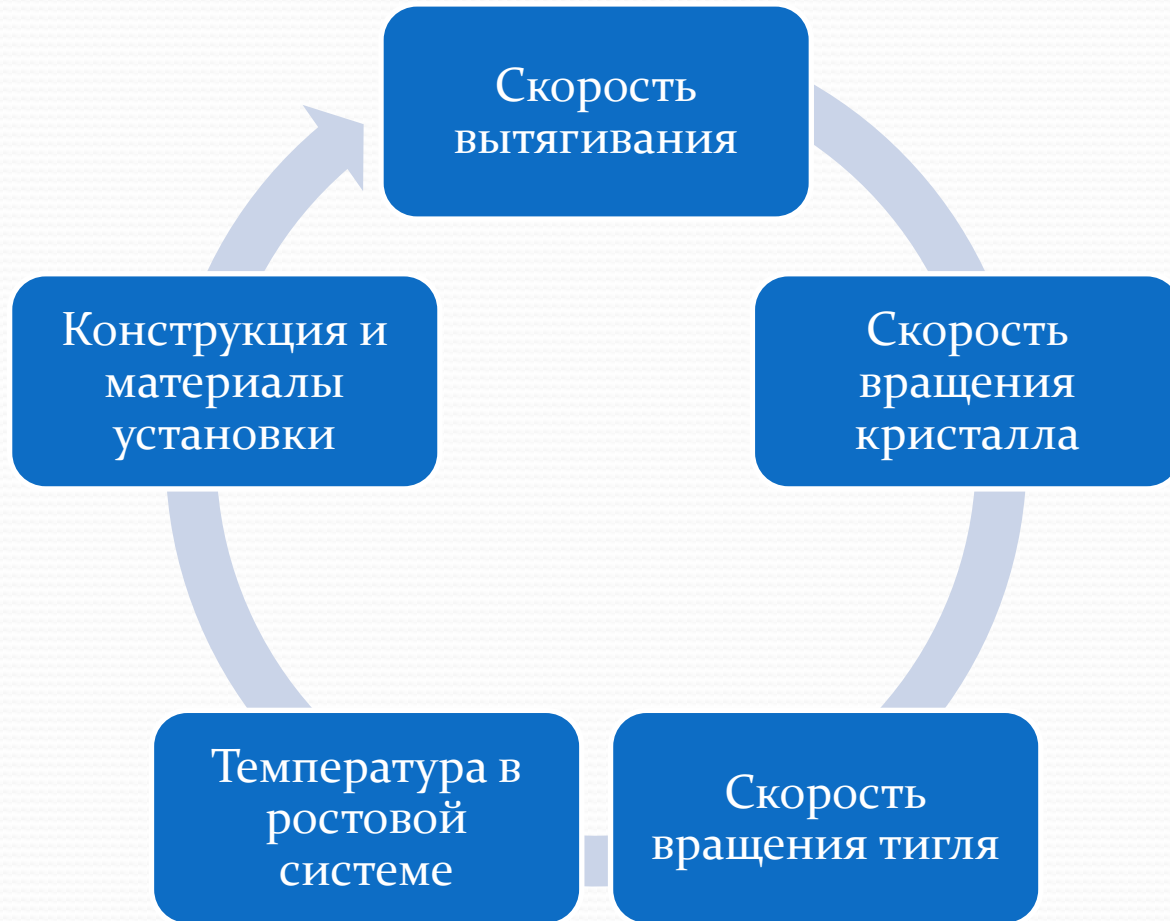 Скорость
вытягивания
Скорость
вращения
кристалла
Скорость
вращения тигля
Температура в
ростовой
системе
Конструкция и
материалы
установки